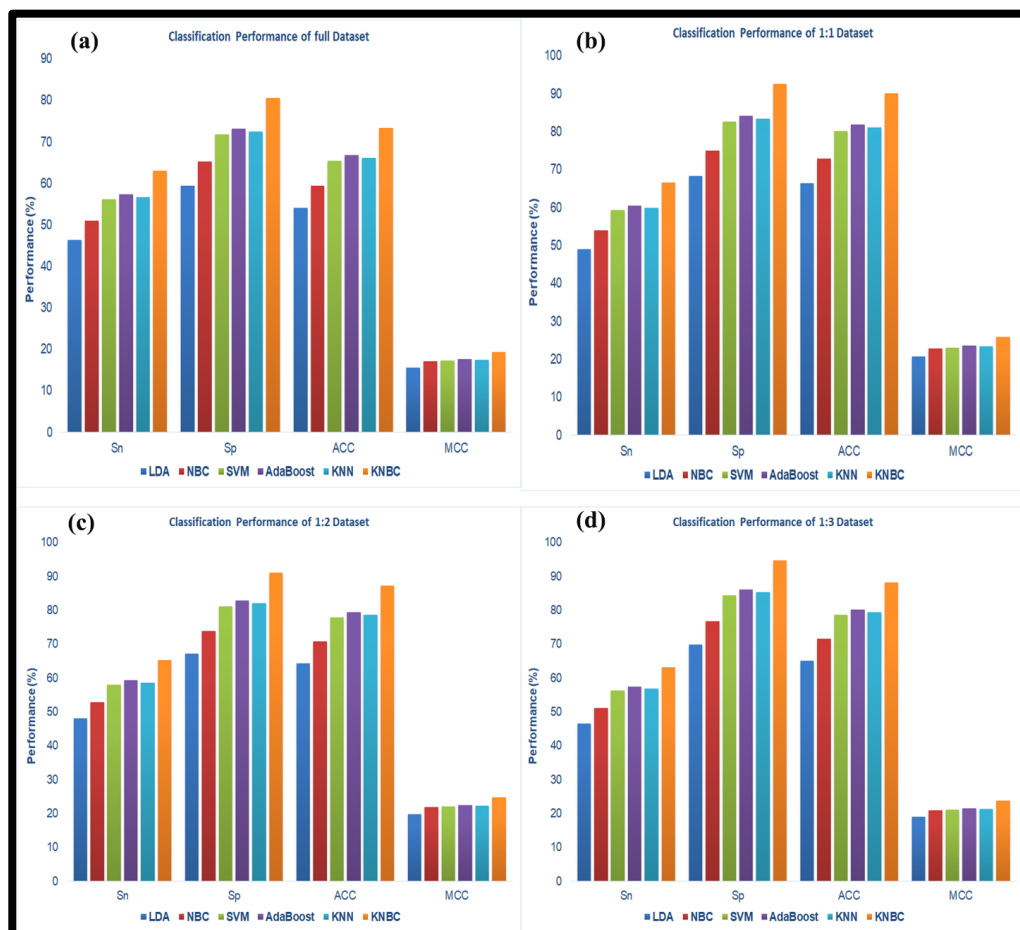 (a)
Classification Performance of full Dataset
Performance (%)
90
80
70
60
50
40
30
20
10
0
Sn Sp ACC MCC
LDA NBC SVM AdaBoost KNN KNBC
(b)
Classification Performance of 1:1 Dataset
Performance (%)
100
90
80
70
60
50
40
30
20
10
0
Sn Sp ACC MCC
LDA NBC SVM AdaBoost KNN KNBC
(c)
Classification Performance of 1:2 Dataset
Performance (%)
100
90
80
70
60
50
40
30
20
10
0
Sn Sp ACC MCC
LDA NBC SVM AdaBoost KNN KNBC
(d)
Classification Performance of 1:3 Dataset
Performance (%)
100
90
80
70
60
50
40
30
20
10
0
Sn Sp ACC MCC
LDA NBC SVM AdaBoost KNN KNBC